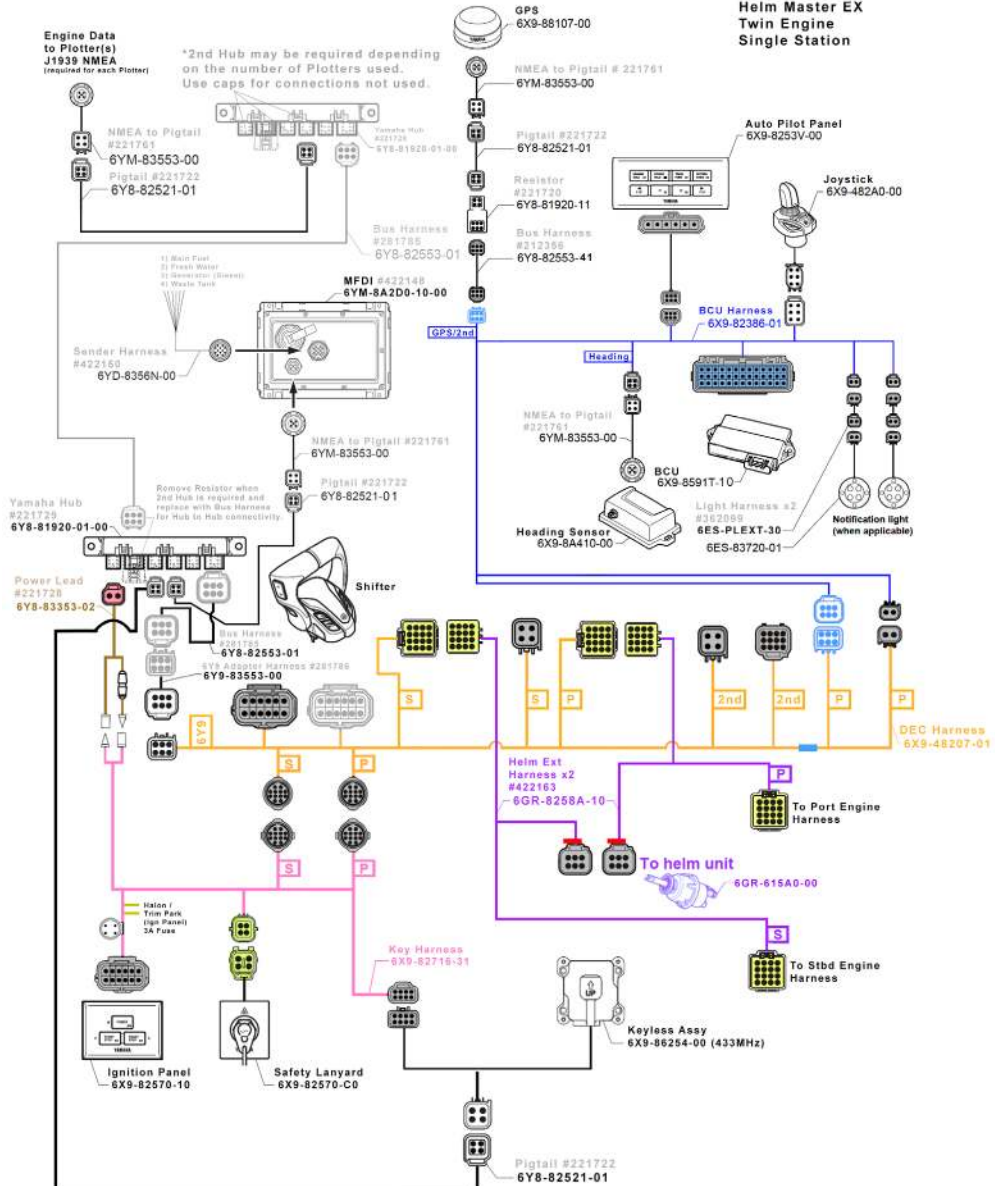 Helm Master EX
Twin Engine
Single Station
GPS
6X9-88107-00
Engine Data
to Plotter(s)
J1939 NMEA
(required for each Plotter)
*2nd Hub may be required depending
on the number of Plotters used.
Use caps for connections not used.
NMEA to Pigtail # 221761
6YM-83553-00
Yamaha Hub
#221729
6Y8-81920-01-00
NMEA to Pigtail
#221761
6YM-83553-00
Pigtail #221722
6Y8-82521-01
Pigtail #221722
6Y8-82521-01
Auto Pilot Panel
6X9-8253V-00
Resistor
#221720
6Y8-81920-11
Joystick
6X9-482A0-00
Bus Harness
#281785
6Y8-82553-01
Bus Harness
#212356
6Y8-82553-41
1) Main Fuel
2) Fresh Water
3) Generator (Diesel)
4) Waste Tank
MFDI #422148
6YM-8A2D0-10-00
BCU Harness
6X9-82386-01
GPS/2nd
Heading
Sender Harness
#422150
6YD-8356N-00
NMEA to Pigtail
#221761
6YM-83553-00
NMEA to Pigtail #221761
6YM-83553-00
BCU
6X9-8591T-10
Pigtail #221722
6Y8-82521-01
Remove Resistor when
2nd Hub is required and
replace with Bus Harness
for Hub to Hub connectivity.
Yamaha Hub
#221729
6Y8-81920-01-00
Light Harness x2
#362099
6ES-PLEXT-30
6ES-83720-01
Notification light
(when applicable)
Heading Sensor
6X9-8A410-00
Shifter
Power Lead
#221728
6Y8-83353-02
Bus Harness
#281785
6Y8-82553-01
6Y9 Adapter Harness #281786
6Y9-83553-00
6Y9
S
S
P
2nd
2nd
P
P
DEC Harness
6X9-48207-01
S
P
Helm Ext
Harness x2
#422163
6GR-8258A-10
P
To Port Engine
Harness
S
P
To helm unit
6GR-615A0-00
Halon /
Trim Park
(Ign Panel)
3A Fuse
Key Harness
6X9-82716-31
S
To Stbd Engine
Harness
UP
Keyless Assy
6X9-86254-00 (433MHz)
YAMAHA
Ignition Panel
6X9-82570-10
Safety Lanyard
6X9-82570-C0
Pigtail #221722
6Y8-82521-01